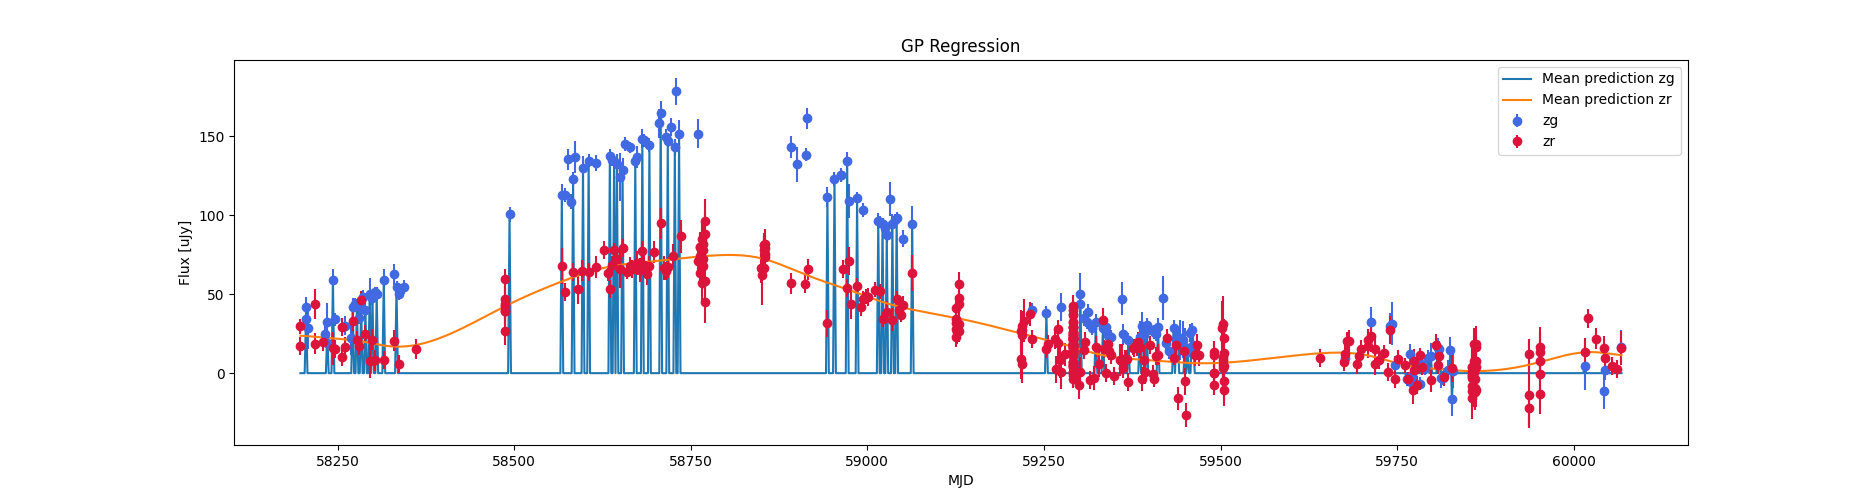 GP Regression
Mean prediction zg
Mean prediction zr
zg
zr
Flux [uJy]
150
100
50
0
58250 58500 58750 59000 59250 59500 59750 60000
MJD